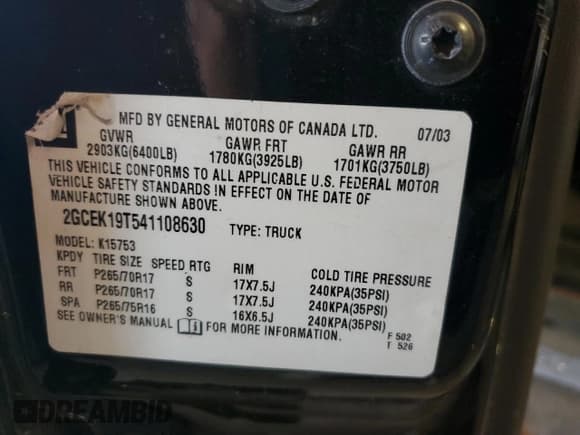 MFD BY GENERAL MOTORS OF CANADA LTD. 07/03
GVWR GAWR FRT GAWR RR
2903KG(6400LB) 1780KG(3925LB) 1701KG(3750LB)
THIS VEHICLE CONFORMS TO ALL APPLICABLE U.S. FEDERAL MOTOR
VEHICLE SAFETY STANDARDS IN EFFECT ON THE DATE OF
MANUFACTURE SHOWN ABOVE.
2GCEK19T541108630 TYPE: TRUCK
MODEL: K15753
KPDY TIRE SIZE SPEED RTG RIM COLD TIRE PRESSURE
FRT P265/70R17 S 17X7.5J 240KPA(35PSI)
RR P265/70R17 S 17X7.5J 240KPA(35PSI)
SPA P265/75R16 S 16X6.5J 240KPA(35PSI)
SEE OWNER'S MANUAL FOR MORE INFORMATION.
F 502
T 526
DREAMBID